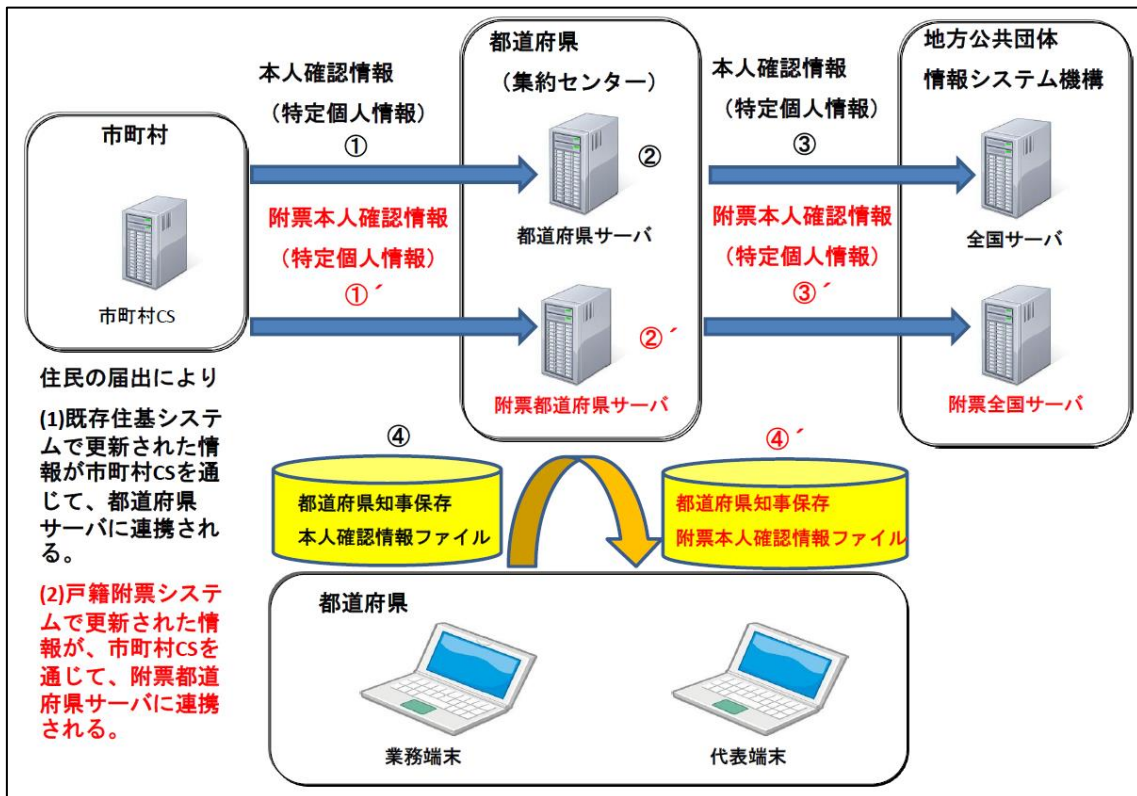 市町村
市町村CS
本人確認情報
（特定個人情報）
①
附票本人確認情報
（特定個人情報）
①´
都道府県
（集約センター）
②
都道府県サーバ
②´
附票都道府県サーバ
本人確認情報
（特定個人情報）
③
附票本人確認情報
（特定個人情報）
③´
地方公共団体
情報システム機構
全国サーバ
附票全国サーバ
住民の届出により
(1)既存住基システ
ムで更新された情
報が市町村CSを通
じて、都道府県
サーバに連携され
る。
(2)戸籍附票システ
ムで更新された情
報が、市町村CSを
通じて、附票都道
府県サーバに連携
される。
④
都道府県知事保存
本人確認情報ファイル
④´
都道府県知事保存
附票本人確認情報ファイル
都道府県
業務端末
代表端末